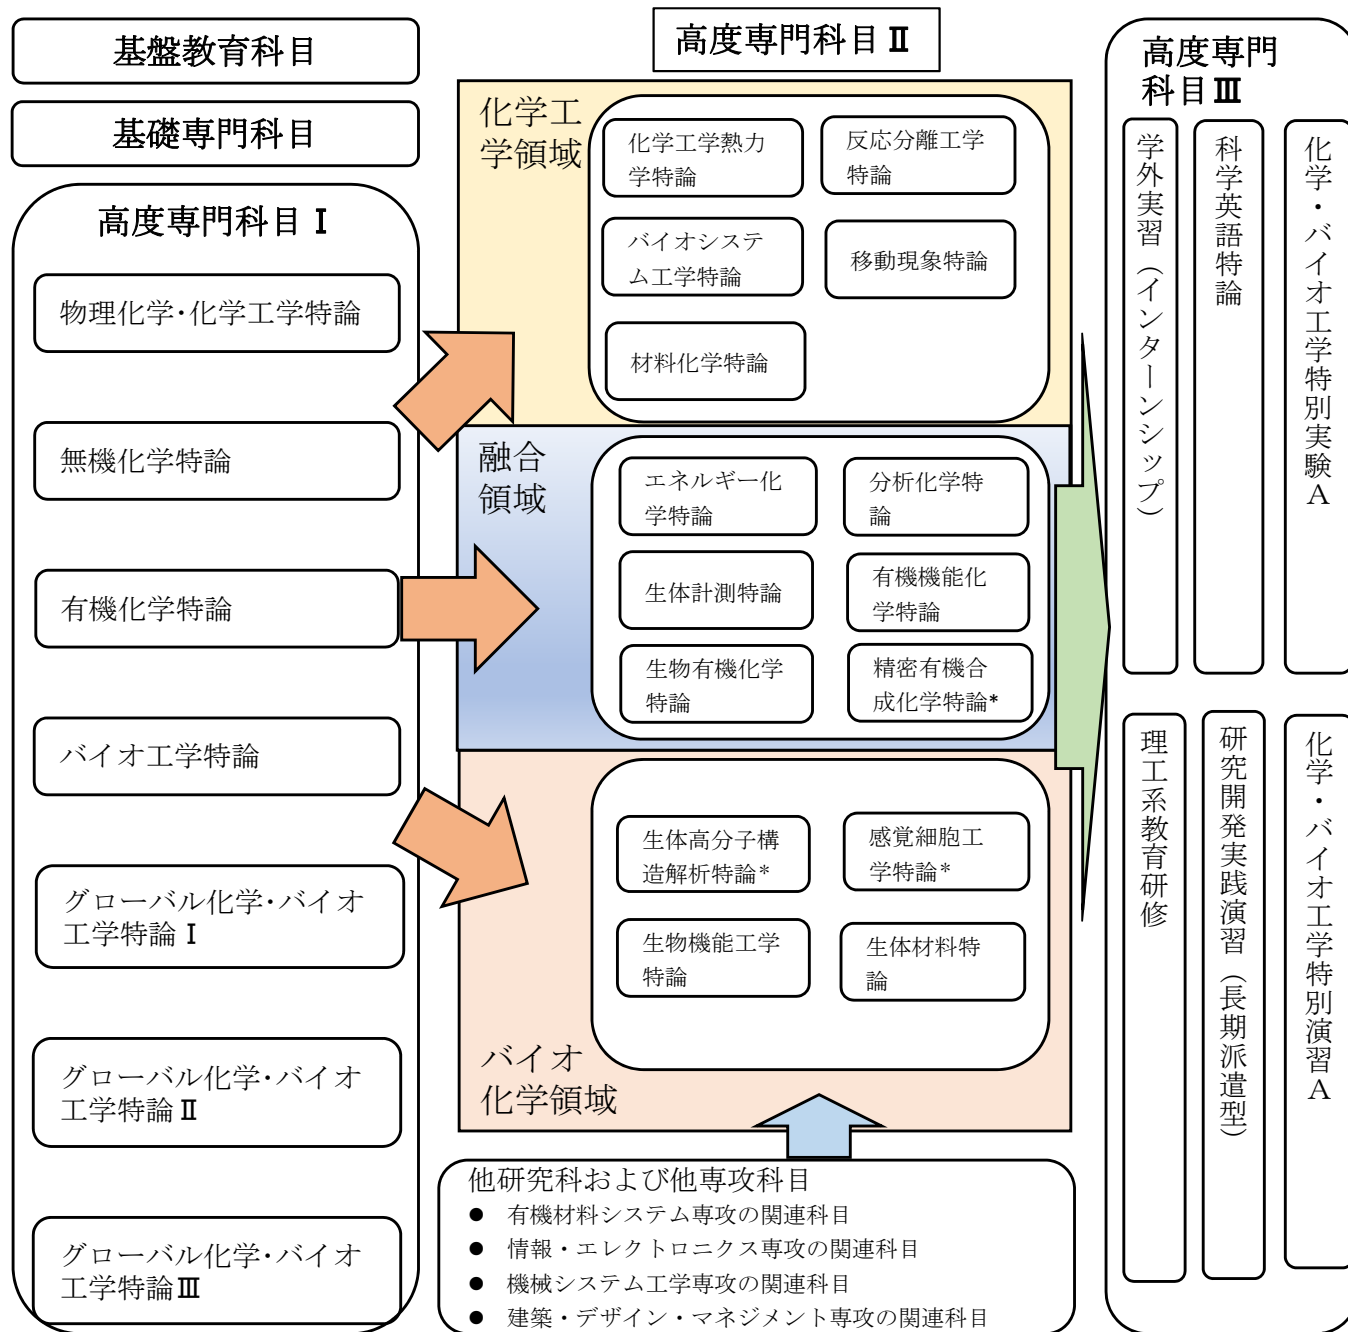 基盤教育科目
基礎専門科目
高度専門科目Ⅰ
物理化学・化学工学特論
無機化学特論
有機化学特論
バイオ工学特論
グローバル化学・バイオ
工学特論Ⅰ
グローバル化学・バイオ
工学特論Ⅱ
グローバル化学・バイオ
工学特論Ⅲ
高度専門科目Ⅱ
化学工
学領域
化学工学熱力
学特論
反応分離工学
特論
バイオシステ
ム工学特論
移動現象特論
材料化学特論
融合
領域
エネルギー化
学特論
分析化学特
論
生体計測特論
有機機能化
学特論
生物有機化学
特論
精密有機合
成化学特論*
生体高分子構
造解析特論*
感覚細胞工
学特論*
生物機能工学
特論
生体材料特
論
バイオ
化学領域
他研究科および他専攻科目
● 有機材料システム専攻の関連科目
● 情報・エレクトロニクス専攻の関連科目
● 機械システム工学専攻の関連科目
● 建築・デザイン・マネジメント専攻の関連科目
高度専門
科目Ⅲ
学外実習（インターンシップ）
科学英語特論
化学・バイオ工学特別実験A
理工系教育研修
研究開発実践演習（長期派遣型）
化学・バイオ工学特別演習A